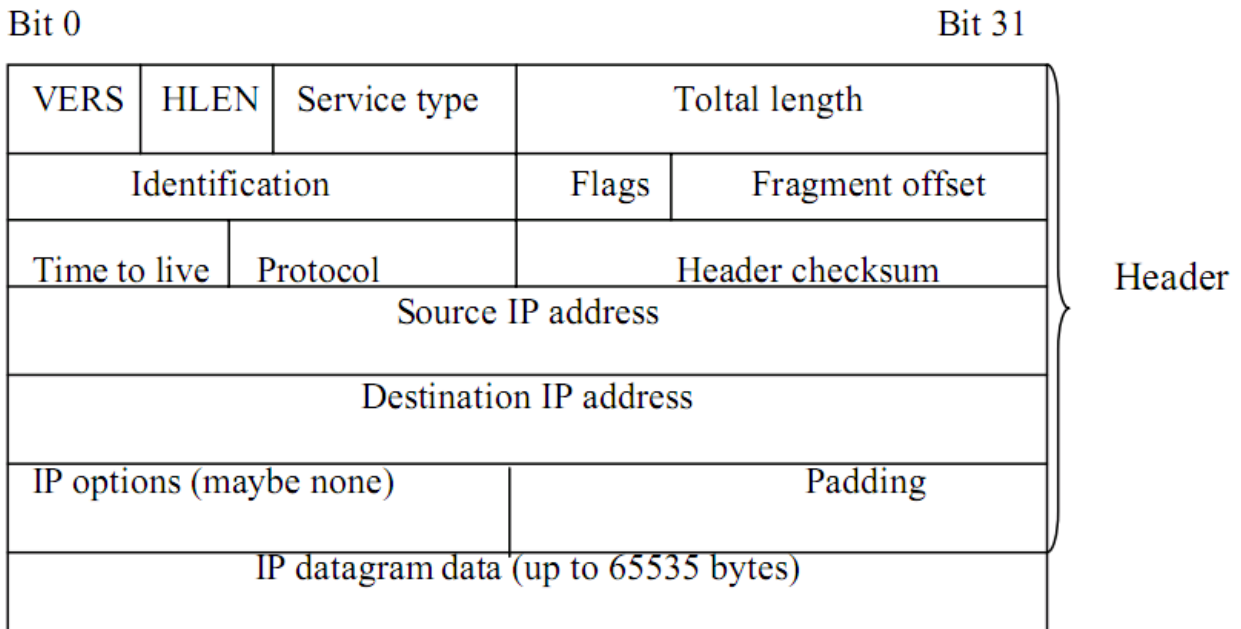 Bit 0 Bit 31
VERS HLEN Service type Toltal length
Identification Flags Fragment offset
Time to live Protocol Header checksum
Header
Source IP address
Destination IP address
IP options (maybe none) Padding
IP datagram data (up to 65535 bytes)